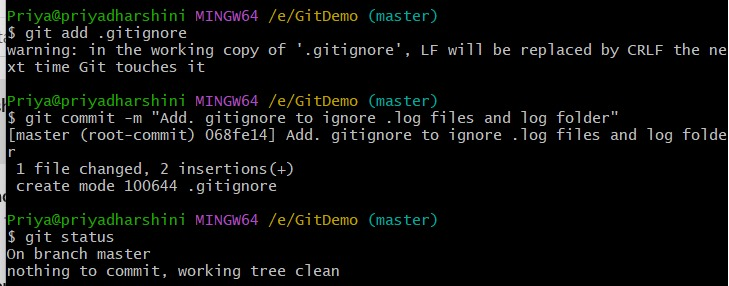 Priya@priyadharshini MINGW64 /e/GitDemo (master)
$ git add .gitignore
warning: in the working copy of '.gitignore', LF will be replaced by CRLF the ne
xt time Git touches it
Priya@priyadharshini MINGW64 /e/GitDemo (master)
$ git commit -m "Add. gitignore to ignore .log files and log folder"
[master (root-commit) 068fe14] Add. gitignore to ignore .log files and log folde
r
 1 file changed, 2 insertions(+)
 create mode 100644 .gitignore
Priya@priyadharshini MINGW64 /e/GitDemo (master)
$ git status
On branch master
nothing to commit, working tree clean